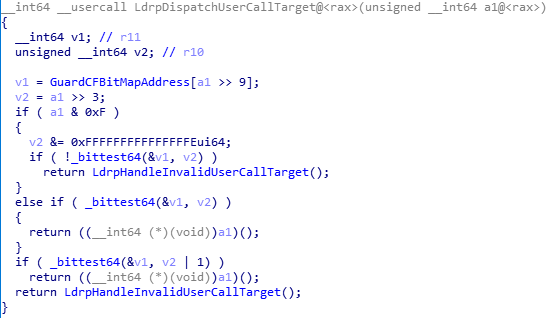 __int64 __usercall LdrpDispatchUserCallTarget@<rax>(unsigned __int64 a1@<rax>)
{
  __int64 v1; // r11
  unsigned __int64 v2; // r10

  v1 = GuardCFBitMapAddress[a1 >> 9];
  v2 = a1 >> 3;
  if ( a1 & 0xF )
  {
    v2 &= 0xFFFFFFFFFFFFFFFEui64;
    if ( !_bittest64(&v1, v2) )
      return LdrpHandleInvalidUserCallTarget();
  }
  else if ( _bittest64(&v1, v2) )
  {
    return ((__int64 (*)(void))a1)();
  }
  if ( _bittest64(&v1, v2 | 1) )
    return ((__int64 (*)(void))a1)();
  return LdrpHandleInvalidUserCallTarget();
}